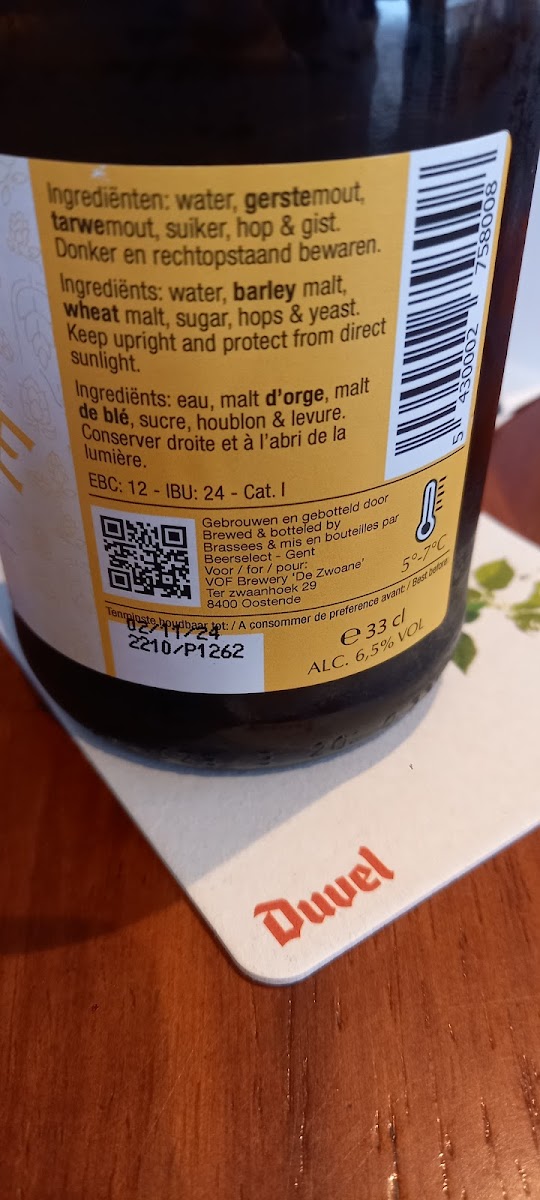 Ingrediënten: water, gerstemout,
tarwemout, suiker, hop & gist.
Donker en rechtopstaand bewaren.
Ingrediënts: water, barley malt,
wheat malt, sugar, hops & yeast.
Keep upright and protect from direct
sunlight.
Ingrediënts: eau, malt d'orge, malt
de blé, sucre, houblon & levure.
Conserver droite et à l'abri de la
lumière.
EBC: 12 - IBU: 24 - Cat. I
Gebrouwen en gebotteld door
Brewed & botteled by
Brassees & mis en bouteilles par
Beerselect - Gent
Voor / for / pour:
VOF Brewery 'De Zwoane'
Ter zwaanhoek 29
8400 Oostende
5°-7°C
Tenminste houdbaar tot: / A consommer de preference avant: / Best before
02/11/24
2210/P1262
e 33 cl
ALC. 6,5% VOL
5 430002 758008
E
Duvel